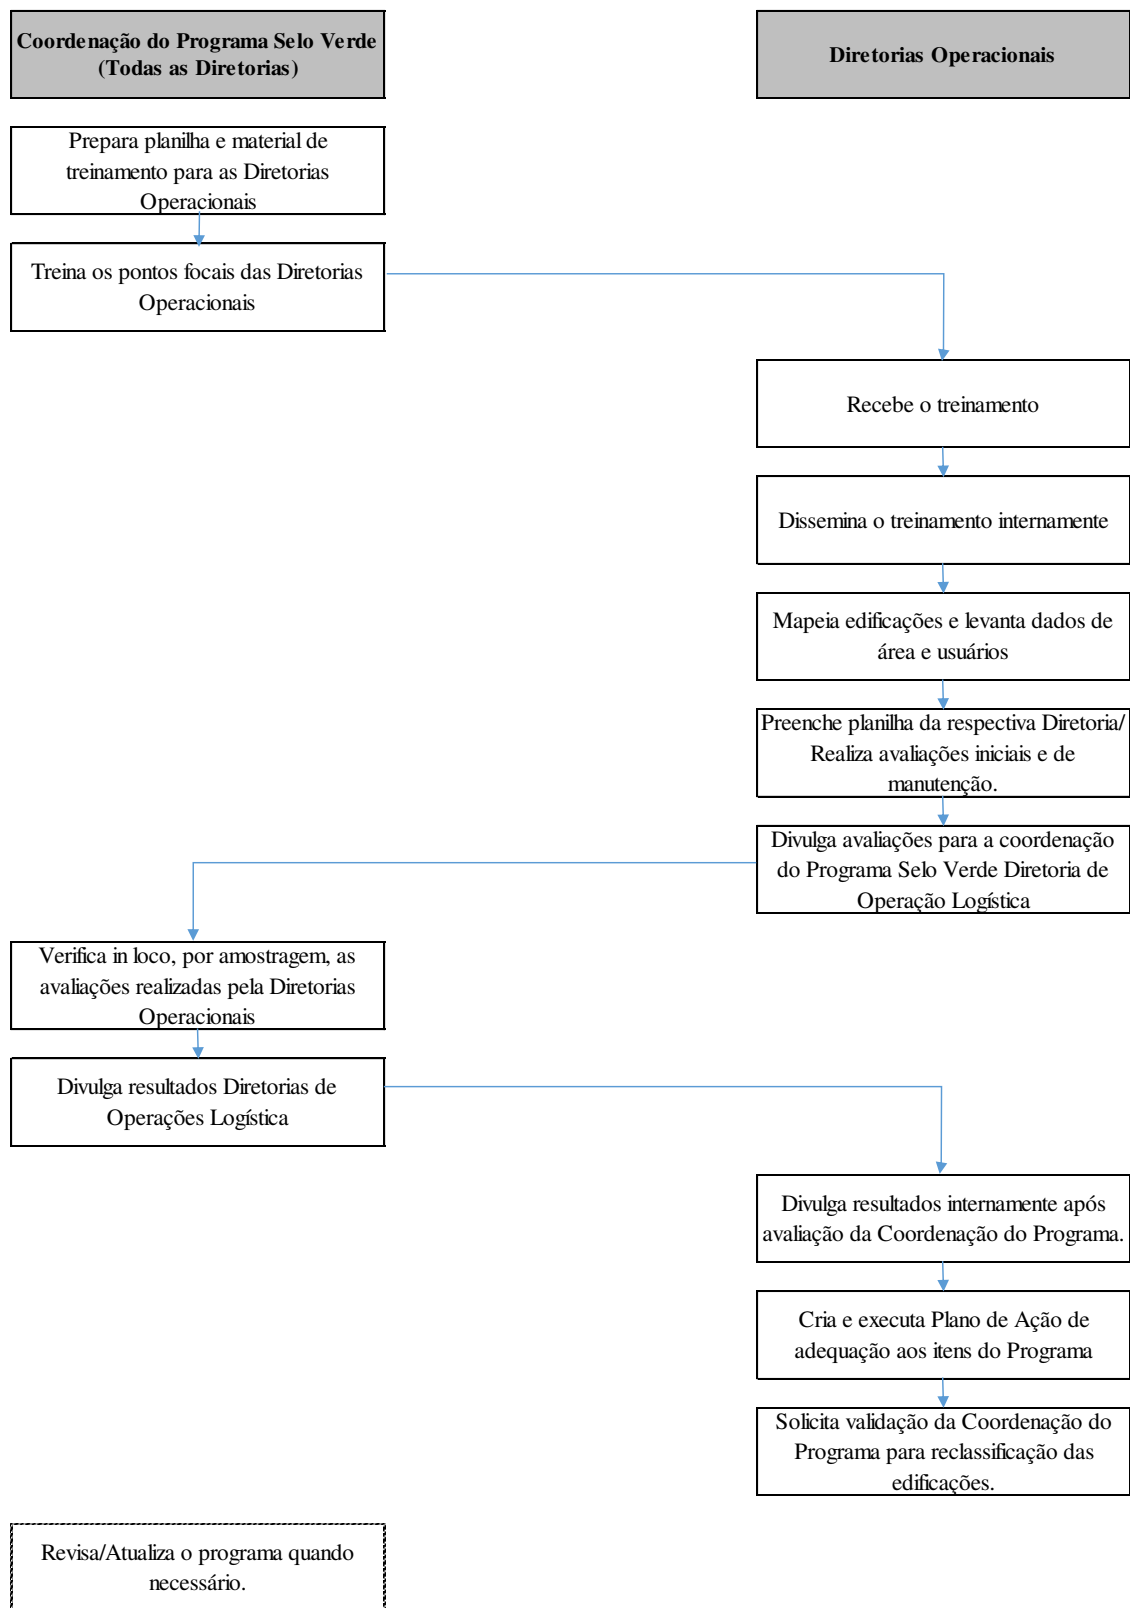 Coordenação do Programa Selo Verde
(Todas as Diretorias)
Diretorias Operacionais
Prepara planilha e material de
treinamento para as Diretorias
Operacionais
Treina os pontos focais das Diretorias
Operacionais
Recebe o treinamento
Dissemina o treinamento internamente
Mapeia edificações e levanta dados de
área e usuários
Preenche planilha da respectiva Diretoria/
Realiza avaliações iniciais e de
manutenção.
Divulga avaliações para a coordenação
do Programa Selo Verde Diretoria de
Operação Logística
Verifica in loco, por amostragem, as
avaliações realizadas pela Diretorias
Operacionais
Divulga resultados Diretorias de
Operações Logística
Divulga resultados internamente após
avaliação da Coordenação do Programa.
Cria e executa Plano de Ação de
adequação aos itens do Programa
Solicita validação da Coordenação do
Programa para reclassificação das
edificações.
Revisa/Atualiza o programa quando
necessário.